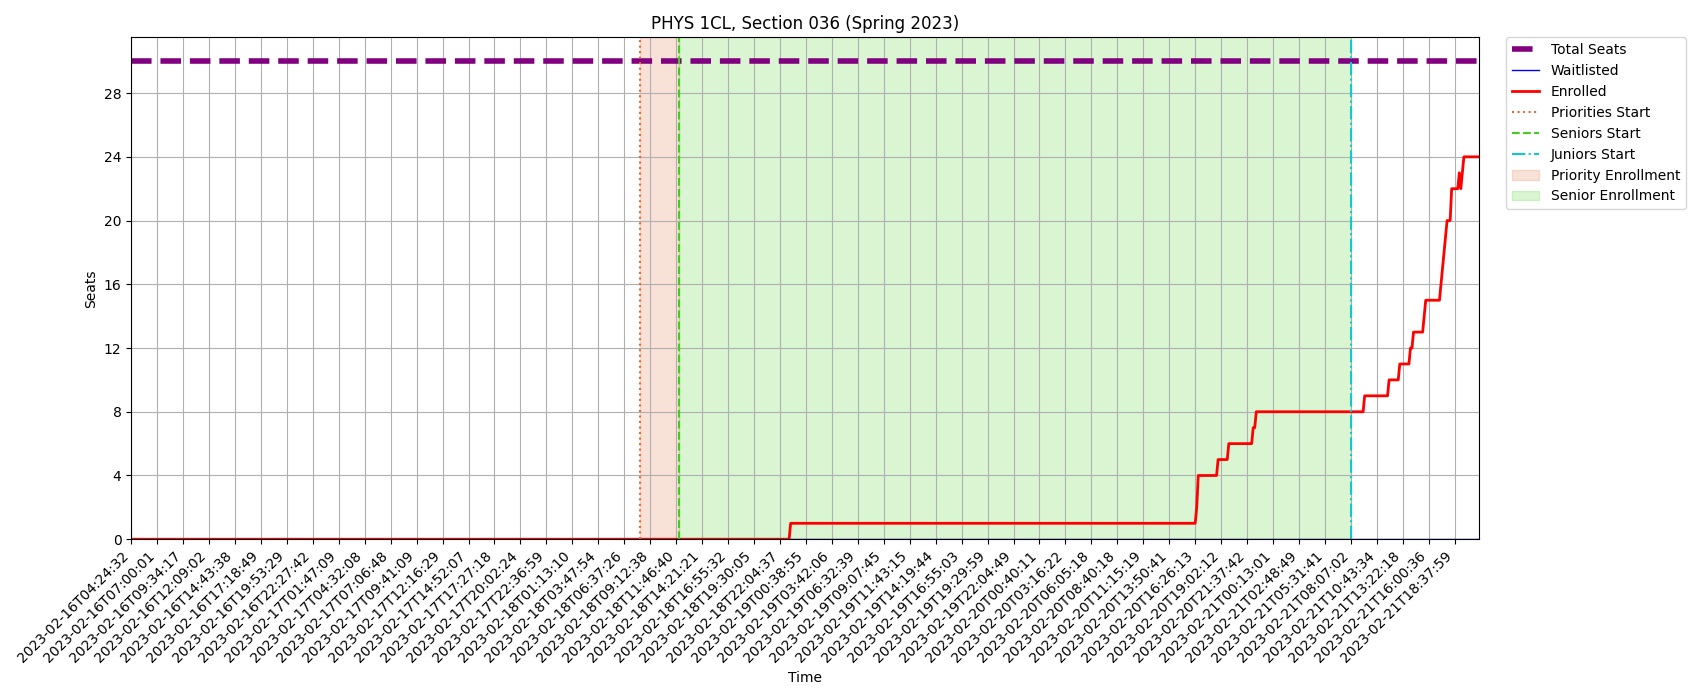 PHYS 1CL, Section 036 (Spring 2023)
Total Seats
Waitlisted
Enrolled
Priorities Start
Seniors Start
Juniors Start
Priority Enrollment
Senior Enrollment
Seats
28
24
20
16
12
8
4
0
2023-02-16T04:24:32
2023-02-16T07:00:01
2023-02-16T09:34:17
2023-02-16T12:09:02
2023-02-16T14:43:38
2023-02-16T17:18:49
2023-02-16T19:53:29
2023-02-16T22:27:42
2023-02-17T01:47:09
2023-02-17T04:32:08
2023-02-17T07:06:48
2023-02-17T09:41:09
2023-02-17T12:16:29
2023-02-17T14:52:07
2023-02-17T17:27:18
2023-02-17T20:02:24
2023-02-17T22:36:59
2023-02-18T01:13:10
2023-02-18T03:47:54
2023-02-18T06:37:26
2023-02-18T09:12:38
2023-02-18T11:46:40
2023-02-18T14:21:21
2023-02-18T16:55:32
2023-02-18T19:30:05
2023-02-18T22:04:37
2023-02-19T00:38:55
2023-02-19T03:42:06
2023-02-19T06:32:39
2023-02-19T09:07:45
2023-02-19T11:43:15
2023-02-19T14:19:44
2023-02-19T16:55:03
2023-02-19T19:29:59
2023-02-19T22:04:49
2023-02-20T00:40:11
2023-02-20T03:16:22
2023-02-20T06:05:18
2023-02-20T08:40:18
2023-02-20T11:15:19
2023-02-20T13:50:41
2023-02-20T16:26:13
2023-02-20T19:02:12
2023-02-20T21:37:42
2023-02-21T00:13:01
2023-02-21T02:48:49
2023-02-21T05:31:41
2023-02-21T08:07:02
2023-02-21T10:43:34
2023-02-21T13:22:18
2023-02-21T16:00:36
2023-02-21T18:37:59
Time